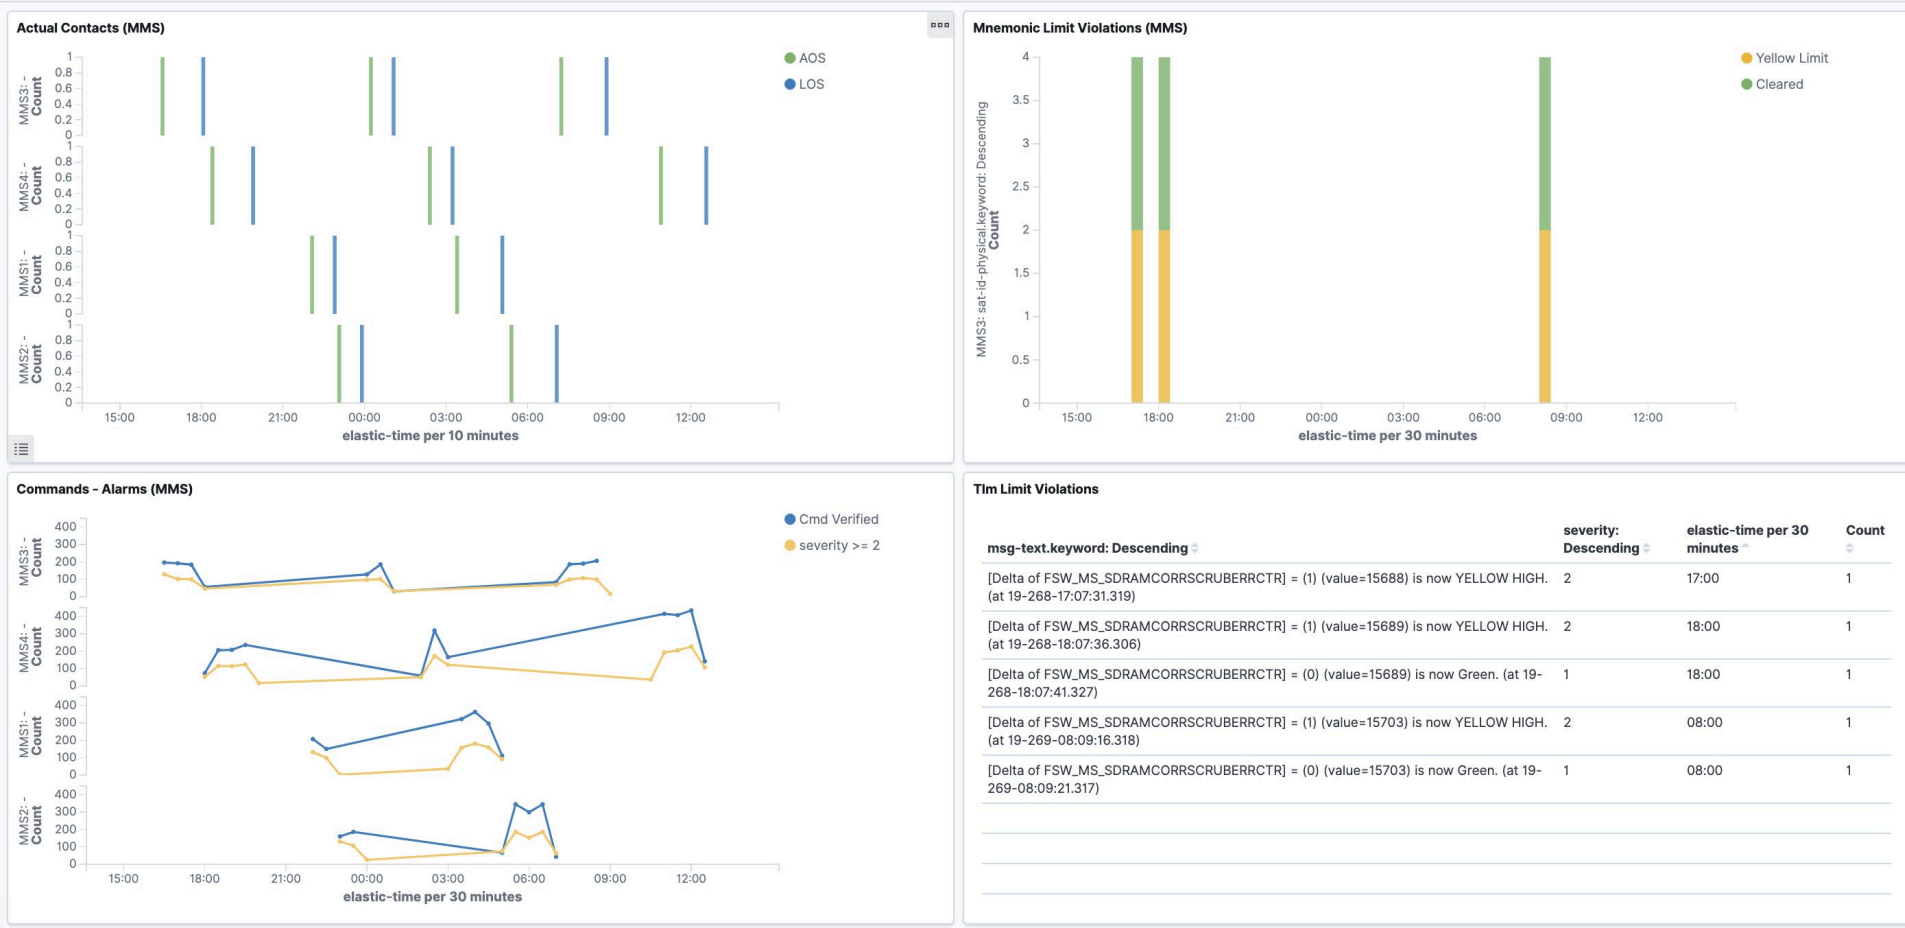 Actual Contacts (MMS)
AOS
LOS
MMS3: -
Count
1
0.8
0.6
0.4
0.2
0
MMS4: -
Count
1
0.8
0.6
0.4
0.2
0
MMS1: -
Count
1
0.8
0.6
0.4
0.2
0
MMS2: -
Count
1
0.8
0.6
0.4
0.2
0
15:00 18:00 21:00 00:00 03:00 06:00 09:00 12:00
elastic-time per 10 minutes
Mnemonic Limit Violations (MMS)
Yellow Limit
Cleared
MMS3: sat-id-physical.keyword: Descending
Count
4
3.5
3
2.5
2
1.5
1
0.5
0
15:00 18:00 21:00 00:00 03:00 06:00 09:00 12:00
elastic-time per 30 minutes
Commands - Alarms (MMS)
Cmd Verified
severity >= 2
MMS3: -
Count
400
300
200
100
0
MMS4: -
Count
400
300
200
100
0
MMS1: -
Count
400
300
200
100
0
MMS2: -
Count
400
300
200
100
0
15:00 18:00 21:00 00:00 03:00 06:00 09:00 12:00
elastic-time per 30 minutes
Tlm Limit Violations
msg-text.keyword: Descending severity: Descending elastic-time per 30 minutes Count
[Delta of FSW_MS_SDRAMCORRSCRUBERRCTR] = (1) (value=15688) is now YELLOW HIGH. 2 17:00 1
(at 19-268-17:07:31.319)
[Delta of FSW_MS_SDRAMCORRSCRUBERRCTR] = (1) (value=15689) is now YELLOW HIGH. 2 18:00 1
(at 19-268-18:07:36.306)
[Delta of FSW_MS_SDRAMCORRSCRUBERRCTR] = (0) (value=15689) is now Green. (at 19- 1 18:00 1
268-18:07:41.327)
[Delta of FSW_MS_SDRAMCORRSCRUBERRCTR] = (1) (value=15703) is now YELLOW HIGH. 2 08:00 1
(at 19-269-08:09:16.318)
[Delta of FSW_MS_SDRAMCORRSCRUBERRCTR] = (0) (value=15703) is now Green. (at 19- 1 08:00 1
269-08:09:21.317)